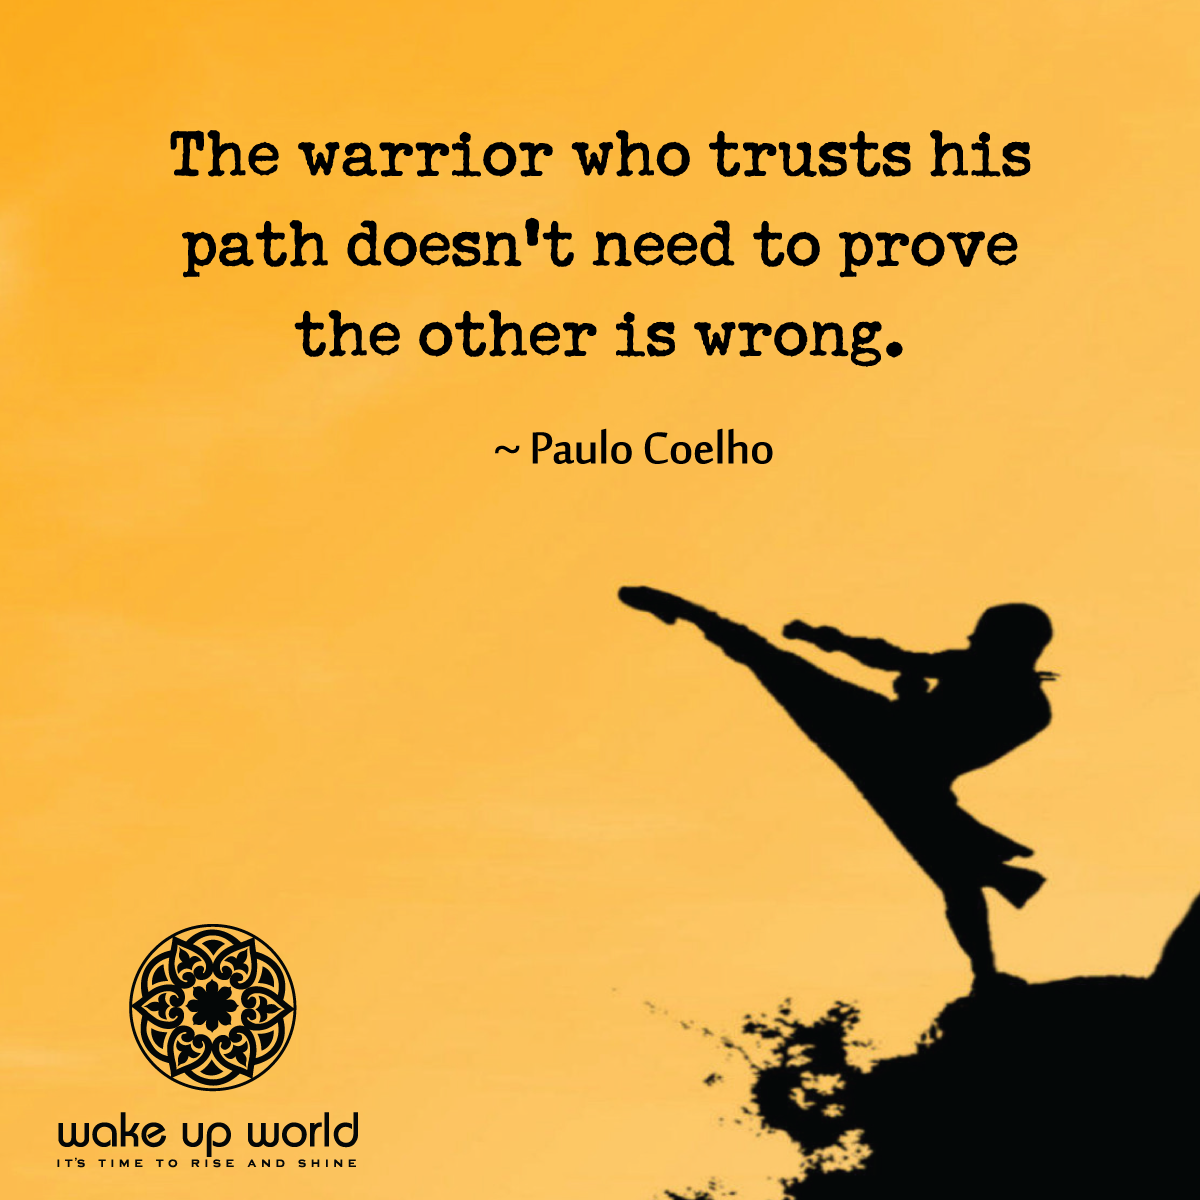 The warrior who trusts his
path doesn't need to prove
the other is wrong.
~ Paulo Coelho
wake up world
IT'S TIME TO RISE AND SHINE